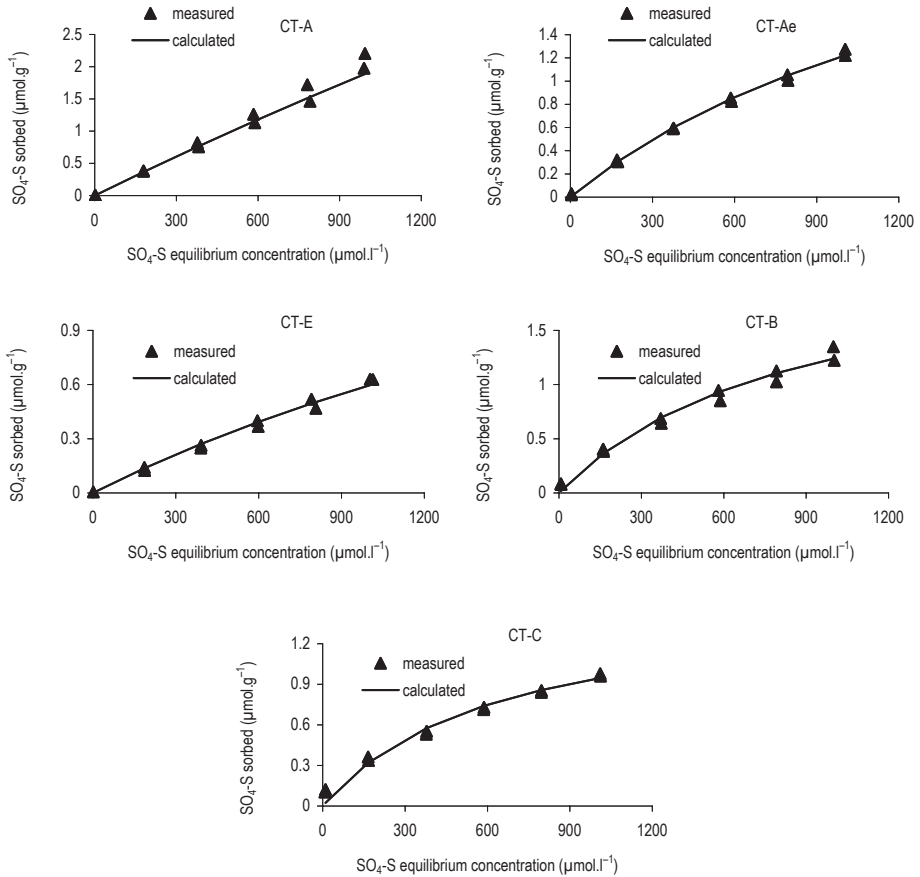 CT-A
measured
calculated
SO₄-S sorbed (µmol.g⁻¹)
2.5
2
1.5
1
0.5
0
0 300 600 900 1200
SO₄-S equilibrium concentration (µmol.l⁻¹)
CT-Ae
measured
calculated
SO₄-S sorbed (µmol.g⁻¹)
1.4
1.2
1
0.8
0.6
0.4
1.2
0
0 300 600 900 1200
SO₄-S equilibrium concentration (µmol.l⁻¹)
CT-E
measured
calculated
SO₄-S sorbed (µmol.g⁻¹)
0.9
0.6
0.3
0
0 300 600 900 1200
SO₄-S equilibrium concentration (µmol.l⁻¹)
CT-B
measured
calculated
SO₄-S sorbed (µmol.g⁻¹)
1.5
1
0.5
0
0 300 600 900 1200
SO₄-S equilibrium concentration (µmol.l⁻¹)
CT-C
measured
calculated
SO₄-S sorbed (µmol.g⁻¹)
1.2
0.9
0.6
0.3
0
0 300 600 900 1200
SO₄-S equilibrium concentration (µmol.l⁻¹)